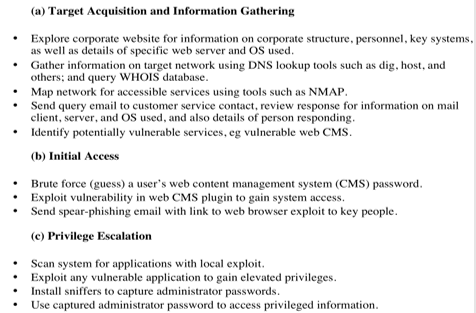 (a) Target Acquisition and Information Gathering
• Explore corporate website for information on corporate structure, personnel, key systems,
as well as details of specific web server and OS used.
• Gather information on target network using DNS lookup tools such as dig, host, and
others; and query WHOIS database.
• Map network for accessible services using tools such as NMAP.
• Send query email to customer service contact, review response for information on mail
client, server, and OS used, and also details of person responding.
• Identify potentially vulnerable services, eg vulnerable web CMS.
(b) Initial Access
• Brute force (guess) a user's web content management system (CMS) password.
• Exploit vulnerability in web CMS plugin to gain system access.
• Send spear-phishing email with link to web browser exploit to key people.
(c) Privilege Escalation
• Scan system for applications with local exploit.
• Exploit any vulnerable application to gain elevated privileges.
• Install sniffers to capture administrator passwords.
• Use captured administrator password to access privileged information.